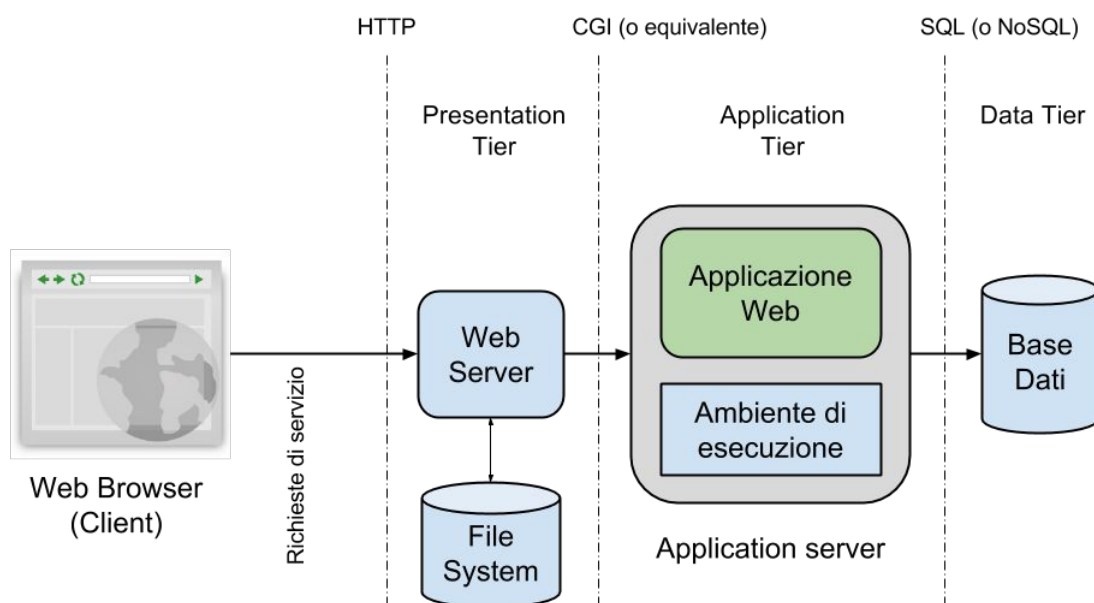 HTTP
CGI (o equivalente)
SQL (o NoSQL)
Presentation
Tier
Application
Tier
Data Tier
Applicazione
Web
Web
Server
Base
Dati
Ambiente di
esecuzione
Richieste di servizio
Web Browser
(Client)
File
System
Application server